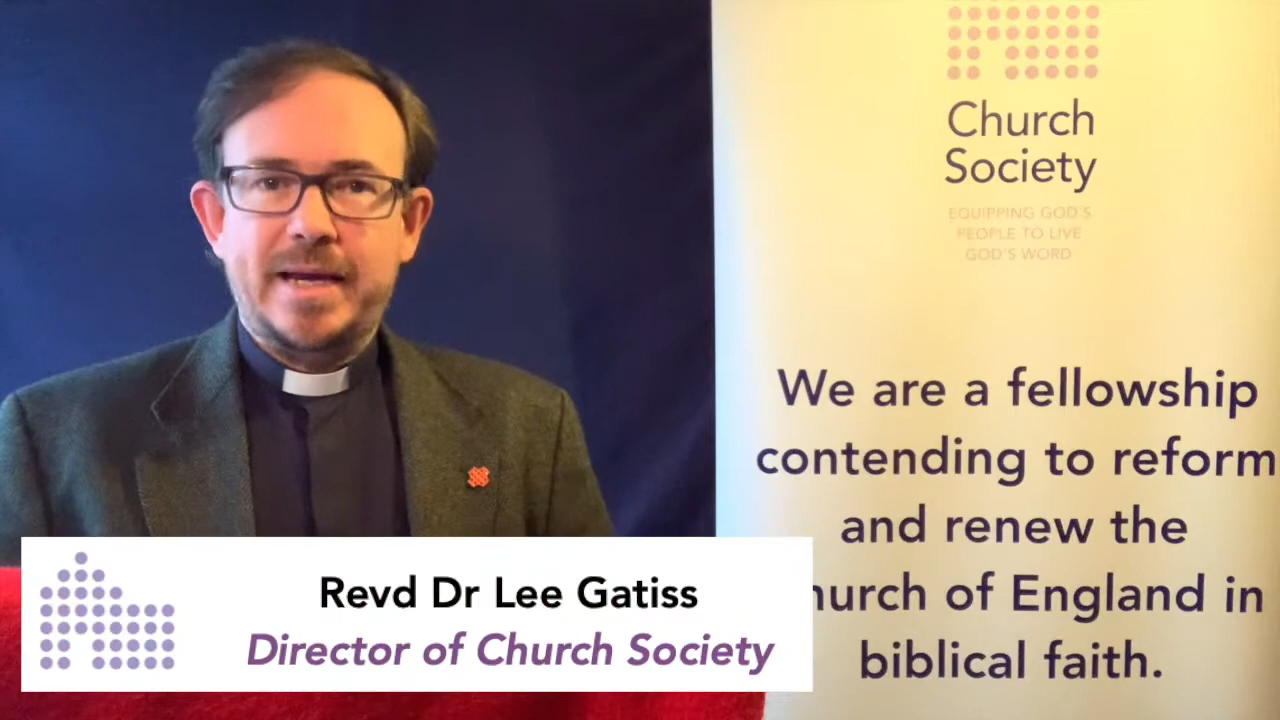 Church
Society
EQUIPPING GOD'S
PEOPLE TO LIVE
GOD'S WORD
We are a fellowship
contending to reform
and renew the
hurch of England in
biblical faith.
Revd Dr Lee Gatiss
Director of Church Society